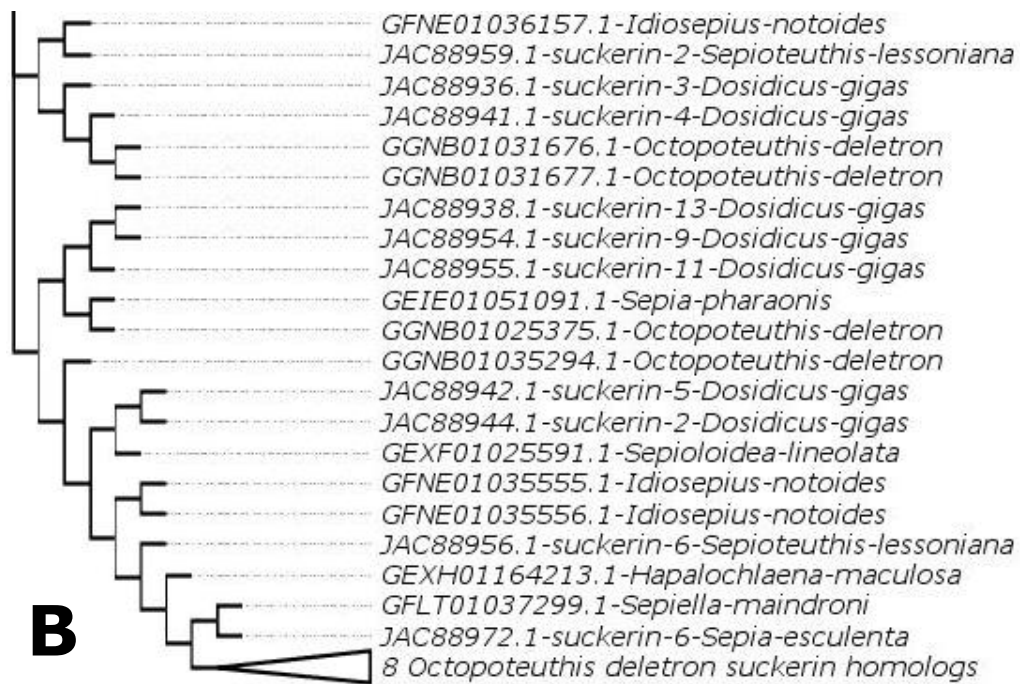 GFNE01036157.1-Idiosepius-notoides
JAC88959.1-suckerin-2-Sepioteuthis-lessoniana
JAC88936.1-suckerin-3-Dosidicus-gigas
JAC88941.1-suckerin-4-Dosidicus-gigas
GGNB01031676.1-Octopoteuthis-deletron
GGNB01031677.1-Octopoteuthis-deletron
JAC88938.1-suckerin-13-Dosidicus-gigas
JAC88954.1-suckerin-9-Dosidicus-gigas
JAC88955.1-suckerin-11-Dosidicus-gigas
GEIE01051091.1-Sepia-pharaonis
GGNB01025375.1-Octopoteuthis-deletron
GGNB01035294.1-Octopoteuthis-deletron
JAC88942.1-suckerin-5-Dosidicus-gigas
JAC88944.1-suckerin-2-Dosidicus-gigas
GEXF01025591.1-Sepioloidea-lineolata
GFNE01035555.1-Idiosepius-notoides
GFNE01035556.1-Idiosepius-notoides
JAC88956.1-suckerin-6-Sepioteuthis-lessoniana
GEXH01164213.1-Hapalochlaena-maculosa
GFLT01037299.1-Sepiella-maindroni
JAC88972.1-suckerin-6-Sepia-esculenta
8 Octopoteuthis deletron suckerin homologs
B